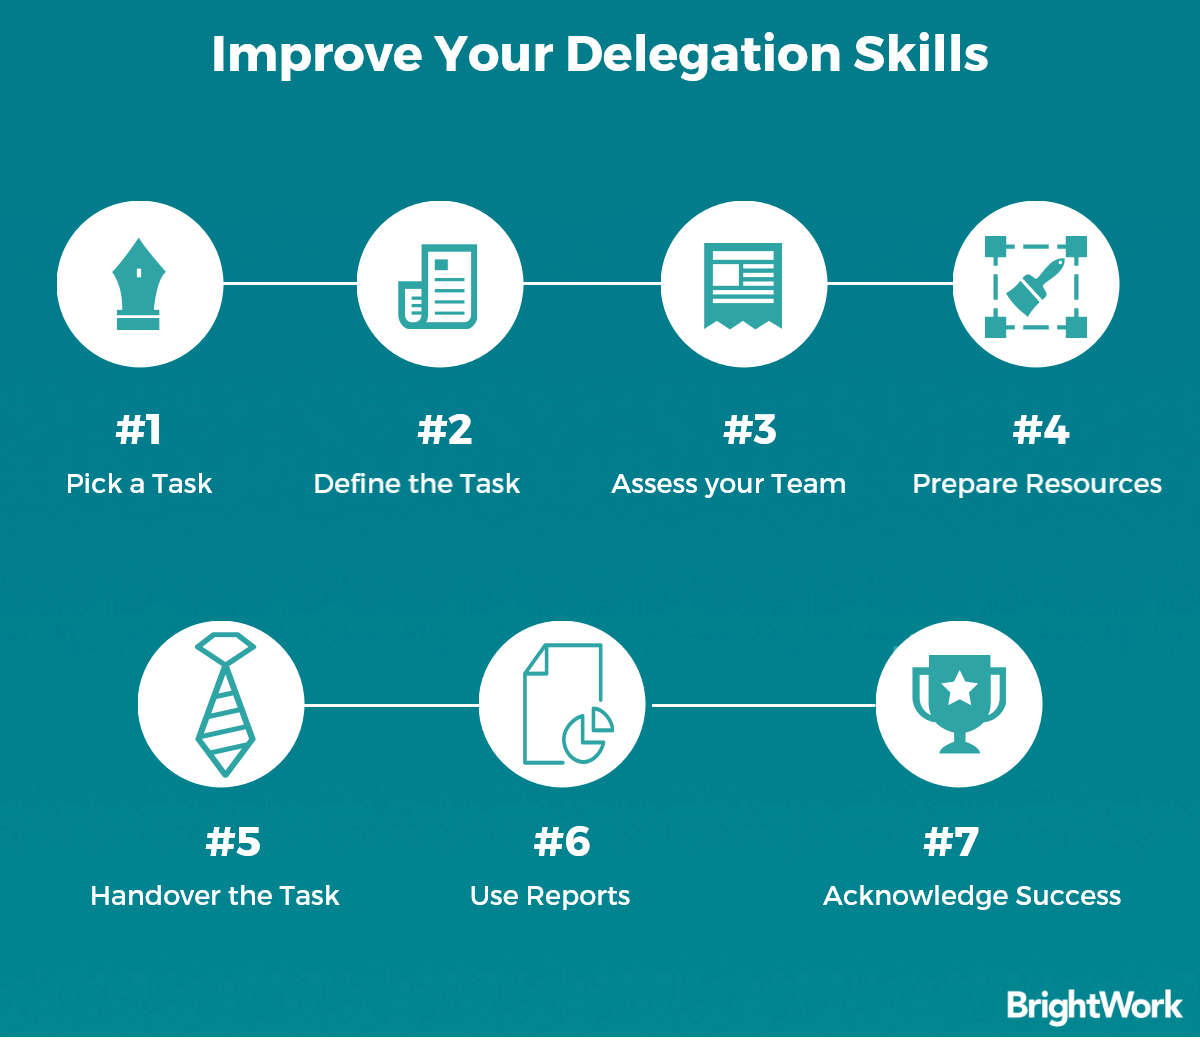 Improve Your Delegation Skills
#1
#2
#3
#4
Pick a Task
Define the Task
Assess your Team
Prepare Resources
#5
#6
#7
Handover the Task
Use Reports
Acknowledge Success
BrightWork